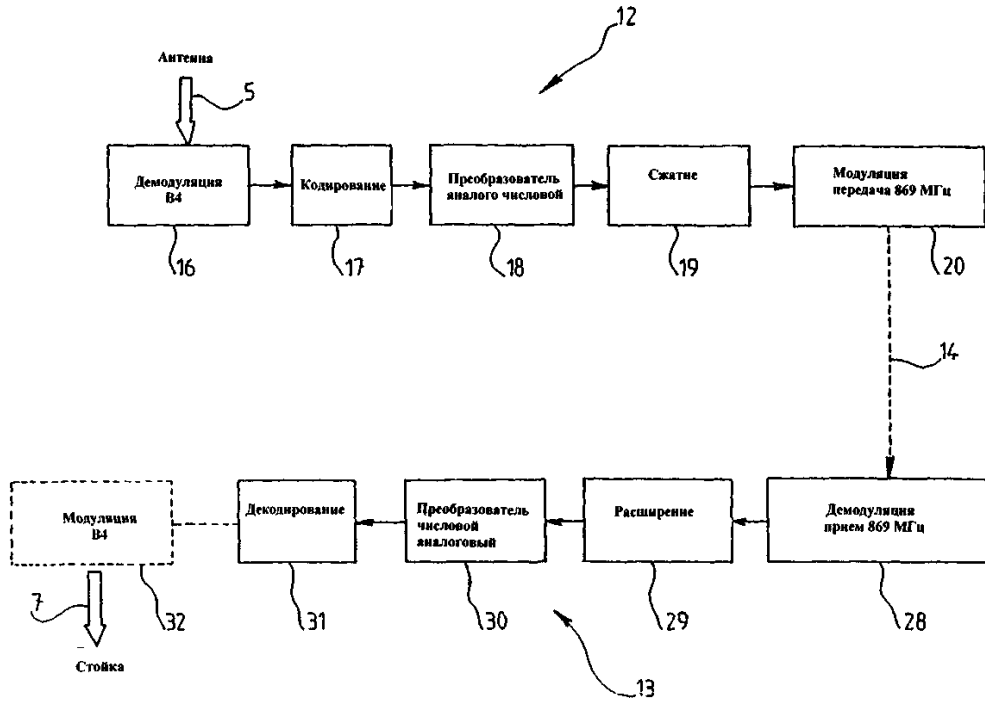 12
Антенна
5
Демодуляция
В4
Кодирование
Преобразователь
аналого числовой
Сжатие
Модуляция
передача 869 МГц
16
17
18
19
20
14
Модуляция
В4
Декодирование
Преобразователь
числовой
аналоговый
Расширение
Демодуляция
прием 869 МГц
7
32
31
30
29
28
Стойка
13